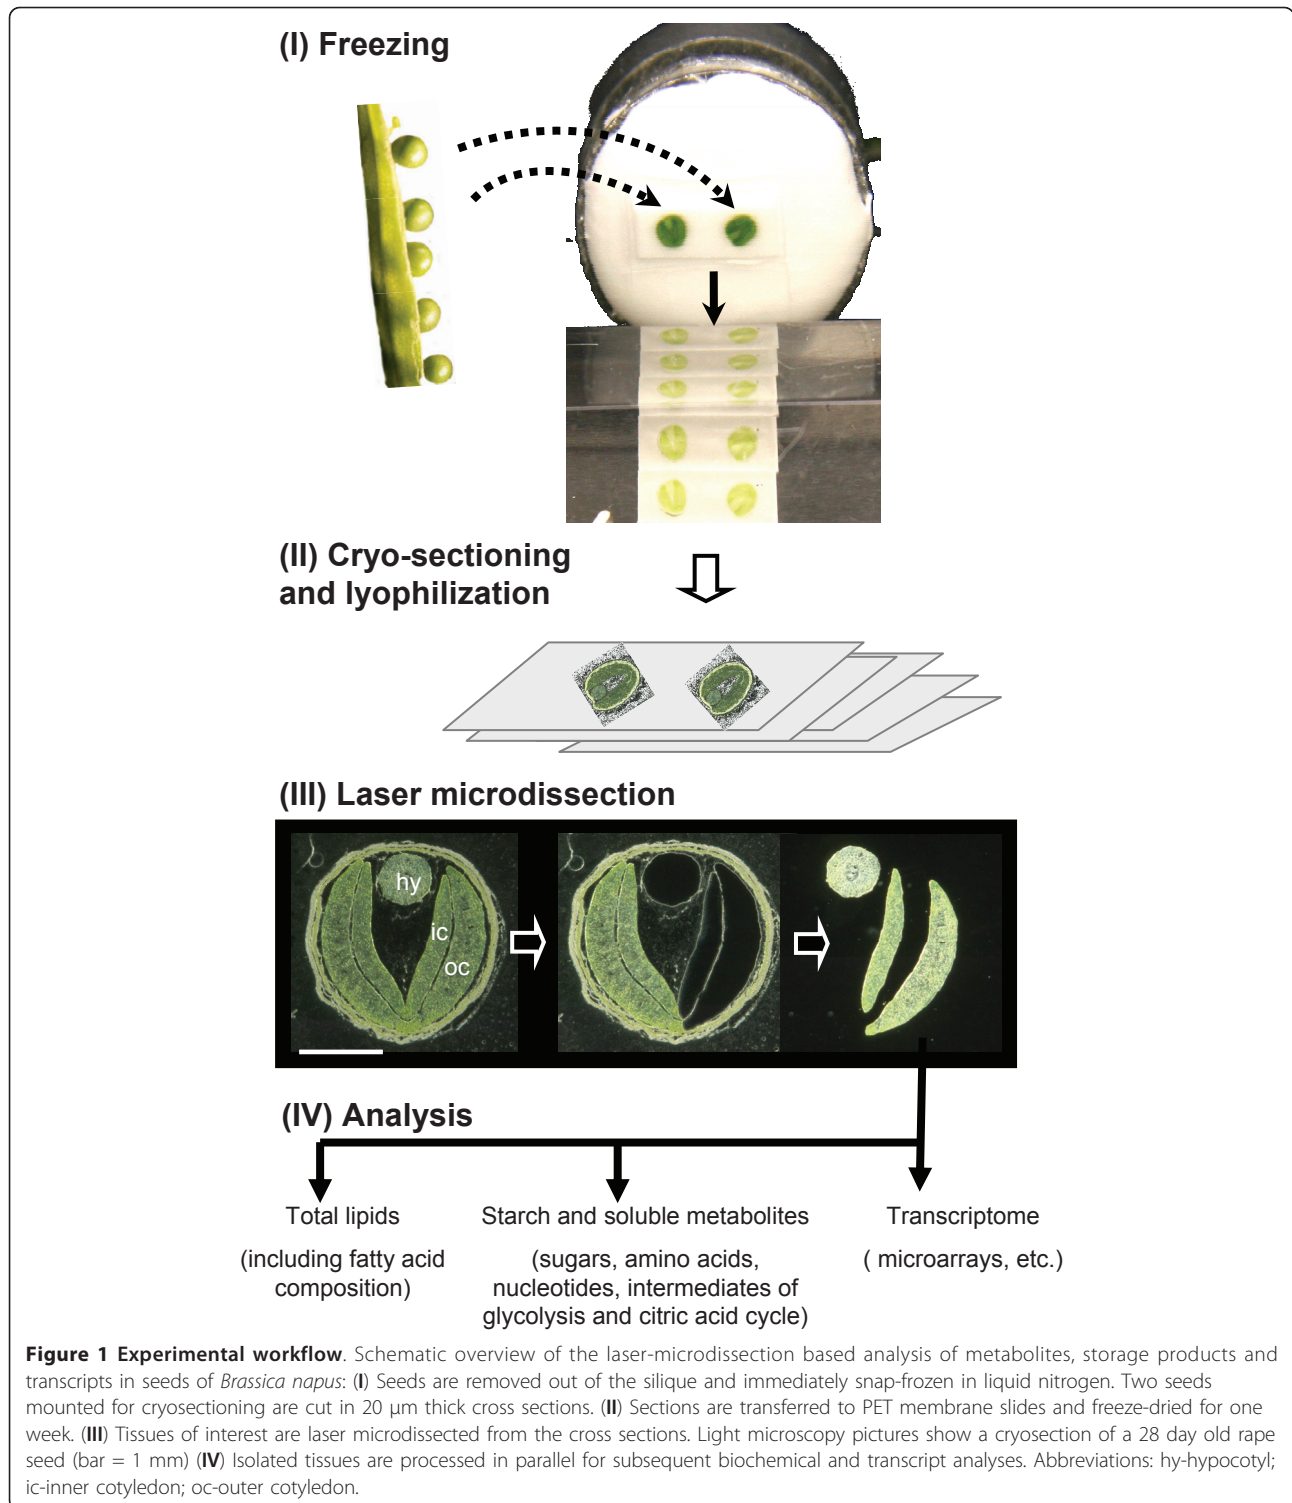 (I) Freezing
(II) Cryo-sectioning
and lyophilization
(III) Laser microdissection
hy
ic
oc
(IV) Analysis
Total lipids
(including fatty acid
composition)
Starch and soluble metabolites
(sugars, amino acids,
nucleotides, intermediates of
glycolysis and citric acid cycle)
Transcriptome
( microarrays, etc.)
Figure 1 Experimental workflow. Schematic overview of the laser-microdissection based analysis of metabolites, storage products and
transcripts in seeds of Brassica napus: (I) Seeds are removed out of the silique and immediately snap-frozen in liquid nitrogen. Two seeds
mounted for cryosectioning are cut in 20 μm thick cross sections. (II) Sections are transferred to PET membrane slides and freeze-dried for one
week. (III) Tissues of interest are laser microdissected from the cross sections. Light microscopy pictures show a cryosection of a 28 day old rape
seed (bar = 1 mm) (IV) Isolated tissues are processed in parallel for subsequent biochemical and transcript analyses. Abbreviations: hy-hypocotyl;
ic-inner cotyledon; oc-outer cotyledon.